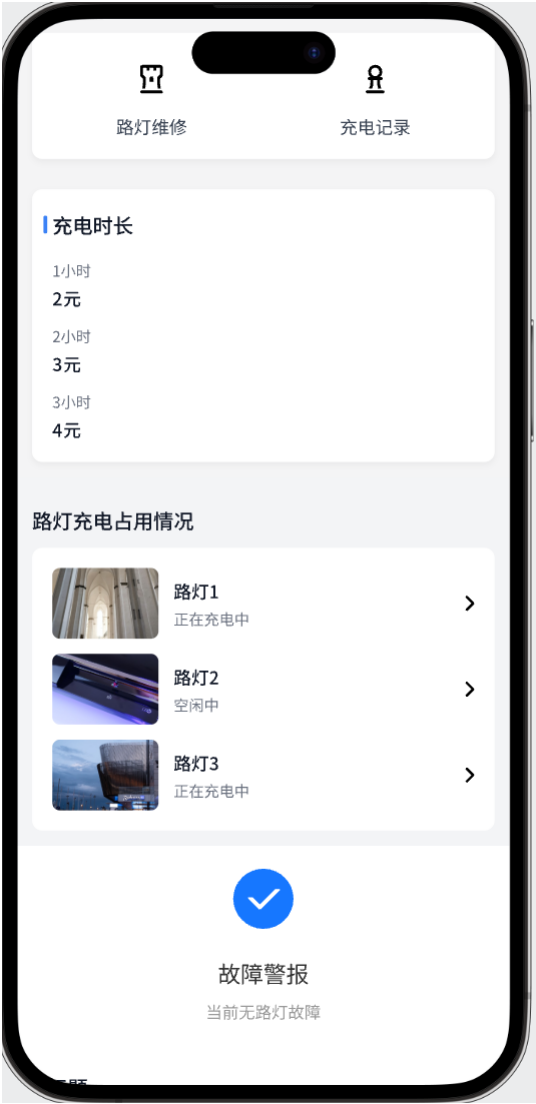 路灯维修
充电记录
充电时长
1小时
2元
2小时
3元
3小时
4元
路灯充电占用情况
路灯1
正在充电中
路灯2
空闲中
路灯3
正在充电中
故障警报
当前无路灯故障